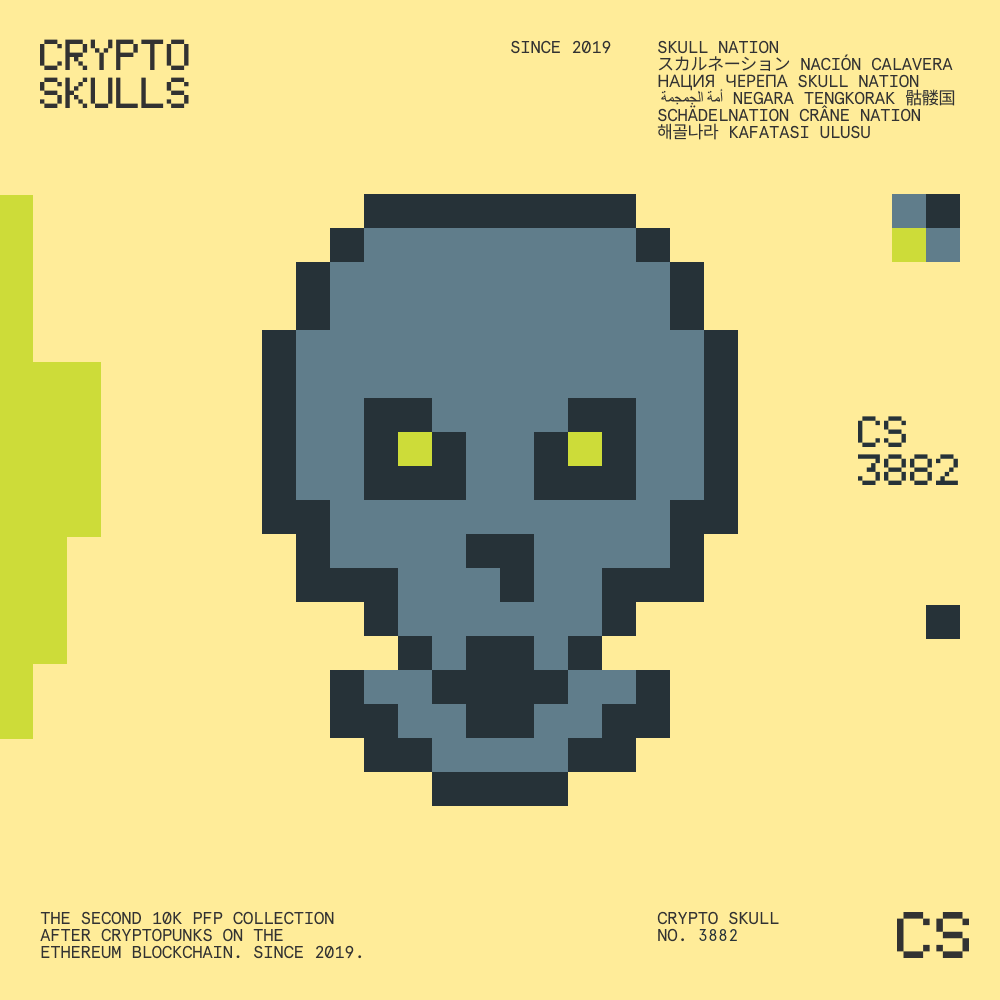 CRYPTO
SKULLS
SINCE 2019
SKULL NATION
スカルネーション NACIÓN CALAVERA
НАЦИЯ ЧЕРЕПА SKULL NATION
أمة الجمجمة NEGARA TENGKORAK 骷髅国
SCHÄDELNATION CRÂNE NATION
해골나라 KAFATASI ULUSU
CS
3882
THE SECOND 10K PFP COLLECTION
AFTER CRYPTOPUNKS ON THE
ETHEREUM BLOCKCHAIN. SINCE 2019.
CRYPTO SKULL
NO. 3882
CS